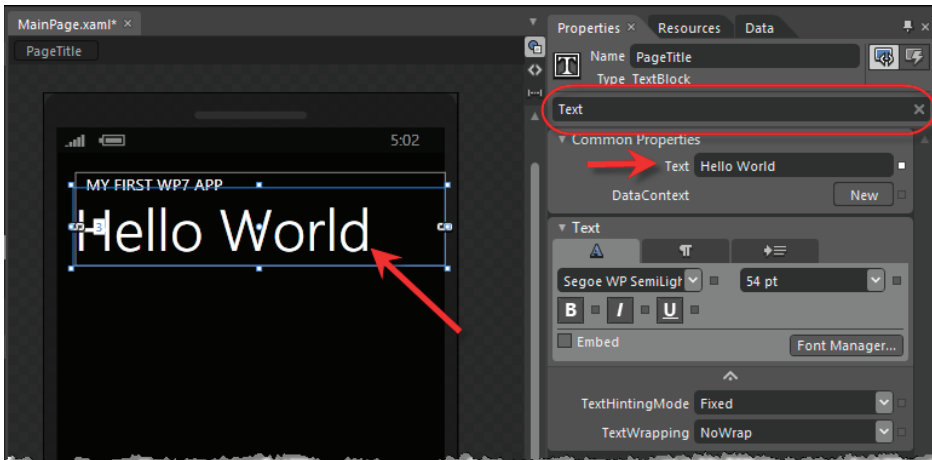 MainPage.xaml* ×
PageTitle
5:02
MY FIRST WP7 APP
Hello World
Properties × Resources Data
Name PageTitle
Type TextBlock
Text
Common Properties
Text Hello World
DataContext New
Text
Segoe WP SemiLigh 54 pt
B I U
Embed Font Manager...
TextHintingMode Fixed
TextWrapping NoWrap